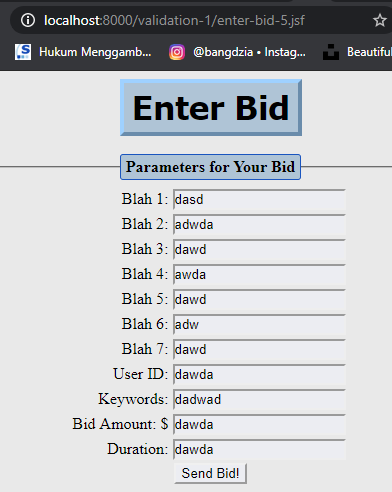 localhost:8000/validation-1/enter-bid-5.jsf
S Hukum Menggamb... @bangdzia • Instag... Beautiful
Enter Bid
Parameters for Your Bid
Blah 1: dasd
Blah 2: adwda
Blah 3: dawd
Blah 4: awda
Blah 5: dawd
Blah 6: adw
Blah 7: dawd
User ID: dawda
Keywords: dadwad
Bid Amount: $ dawda
Duration: dawda
Send Bid!